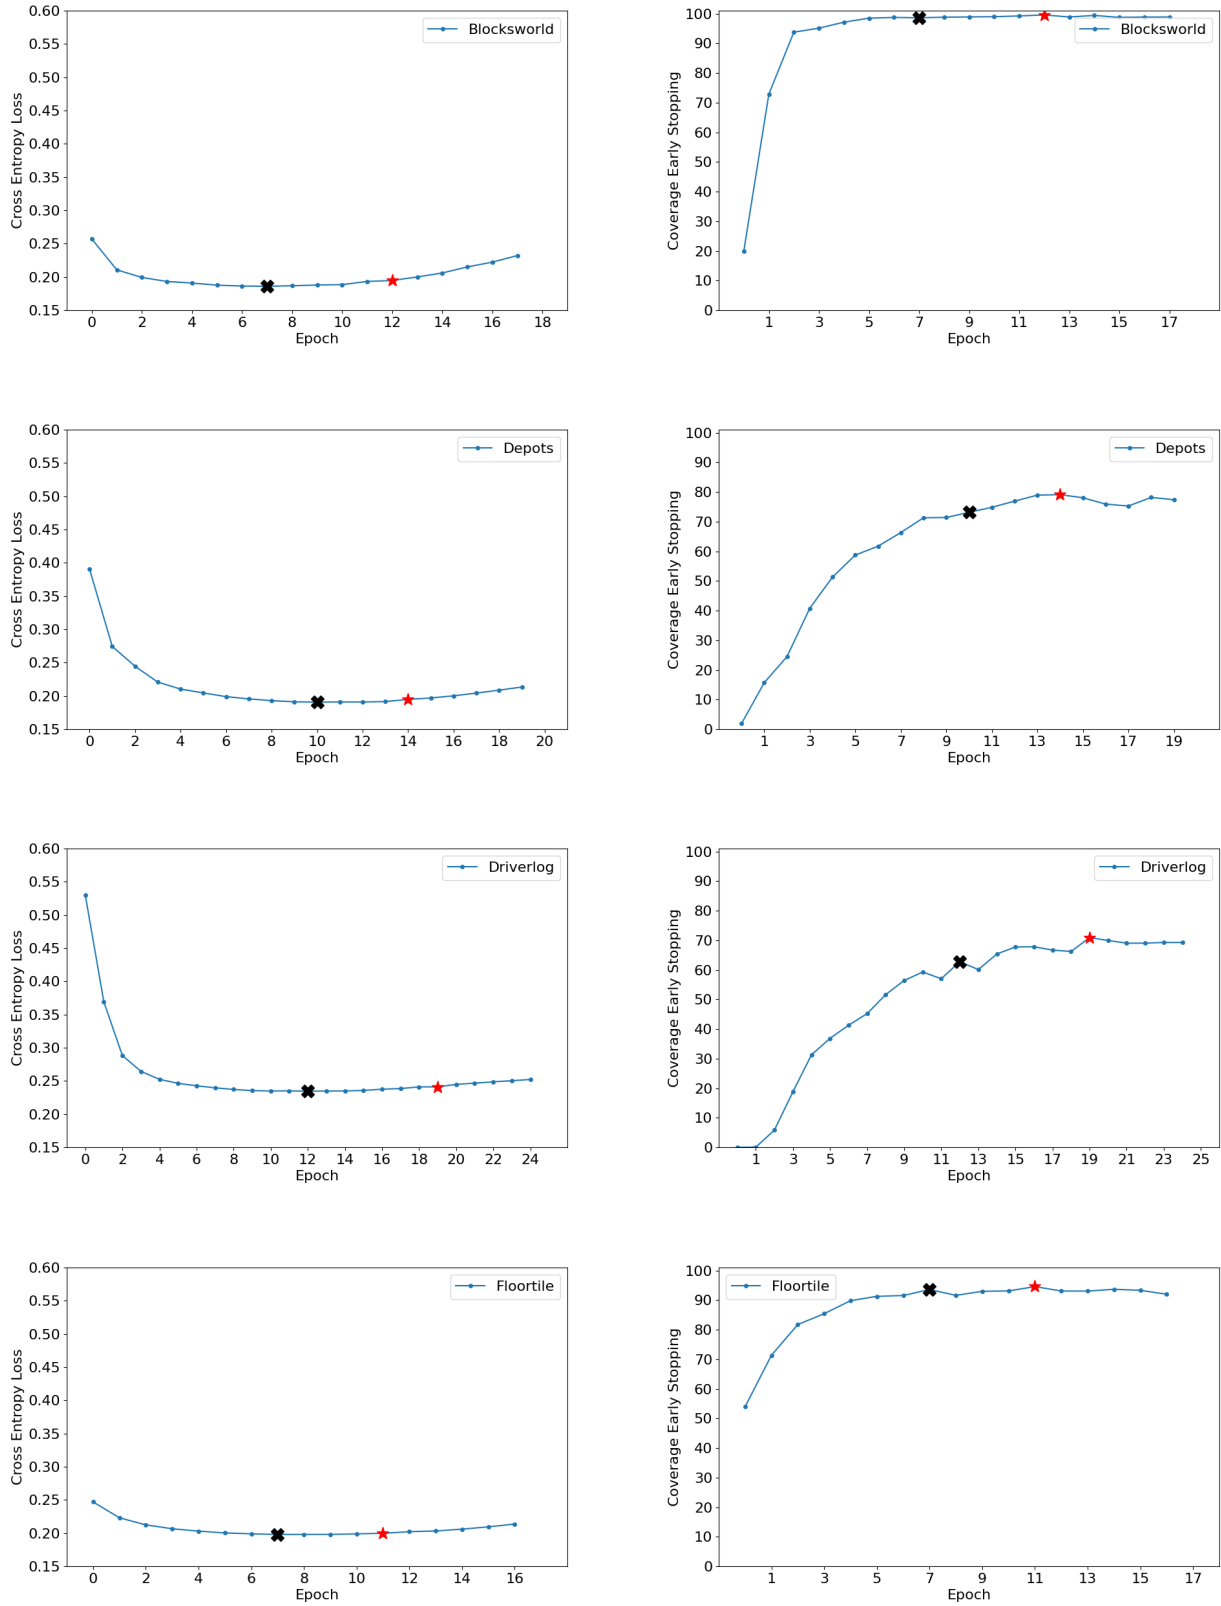 0.60
0.55
0.50
0.45
0.40
0.35
0.30
0.25
0.20
0.15
Cross Entropy Loss
Blocksworld
0 2 4 6 8 10 12 14 16 18
Epoch
100
90
80
70
60
50
40
30
20
10
0
Coverage Early Stopping
Blocksworld
1 3 5 7 9 11 13 15 17
Epoch
0.60
0.55
0.50
0.45
0.40
0.35
0.30
0.25
0.20
0.15
Cross Entropy Loss
Depots
0 2 4 6 8 10 12 14 16 18 20
Epoch
100
90
80
70
60
50
40
30
20
10
0
Coverage Early Stopping
Depots
1 3 5 7 9 11 13 15 17 19
Epoch
0.60
0.55
0.50
0.45
0.40
0.35
0.30
0.25
0.20
0.15
Cross Entropy Loss
Driverlog
0 2 4 6 8 10 12 14 16 18 20 22 24
Epoch
100
90
80
70
60
50
40
30
20
10
0
Coverage Early Stopping
Driverlog
1 3 5 7 9 11 13 15 17 19 21 23 25
Epoch
0.60
0.55
0.50
0.45
0.40
0.35
0.30
0.25
0.20
0.15
Cross Entropy Loss
Floortile
0 2 4 6 8 10 12 14 16
Epoch
100
90
80
70
60
50
40
30
20
10
0
Coverage Early Stopping
Floortile
1 3 5 7 9 11 13 15 17
Epoch